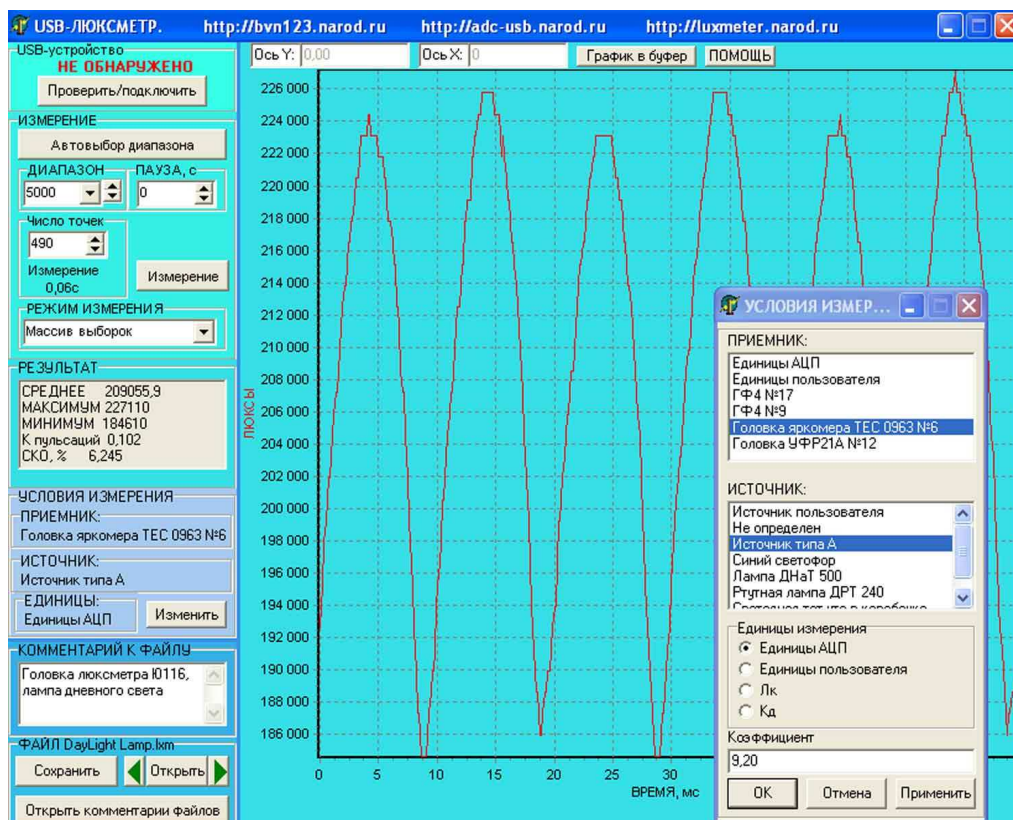 USB-ЛЮКСМЕТР. http://bvn123.narod.ru http://adc-usb.narod.ru http://luxmeter.narod.ru
USB-устройство
НЕ ОБНАРУЖЕНО
Проверить/подключить
ИЗМЕРЕНИЕ
Автовыбор диапазона
ДИАПАЗОН ПАУЗА, с
5000 0
Число точек
490
Измерение
0,06с
Измерение
РЕЖИМ ИЗМЕРЕНИЯ
Массив выборок
РЕЗУЛЬТАТ
СРЕДНЕЕ 209055,9
МАКСИМУМ 227110
МИНИМУМ 184610
К пульсаций 0,102
СКО, % 6,245
УСЛОВИЯ ИЗМЕРЕНИЯ
ПРИЕМНИК:
Головка яркомера ТЕС 0963 №6
ИСТОЧНИК:
Источник типа А
ЕДИНИЦЫ:
Единицы АЦП
Изменить
КОММЕНТАРИЙ К ФАЙЛУ
Головка люксметра Ю116,
лампа дневного света
ФАЙЛ DayLight Lamp.lxm
Сохранить Открыть
Открыть комментарии файлов
Ось Y: 0,00 Ось X: 0 График в буфер ПОМОЩЬ
226 000
224 000
222 000
220 000
218 000
216 000
214 000
212 000
210 000
208 000
206 000
204 000
202 000
200 000
198 000
196 000
194 000
192 000
190 000
188 000
186 000
ЛЮКСЫ
0 5 10 15 20 25 30
ВРЕМЯ, мс
УСЛОВИЯ ИЗМЕР...
ПРИЕМНИК:
Единицы АЦП
Единицы пользователя
ГФ4 №17
ГФ4 №9
Головка яркомера ТЕС 0963 №6
Головка УФР21А №12
ИСТОЧНИК:
Источник пользователя
Не определен
Источник типа А
Синий светофор
Лампа ДНаТ 500
Ртутная лампа ДРТ 240
Единицы измерения
Единицы АЦП
Единицы пользователя
Лк
Кд
Коэффициент
9,20
OK Отмена Применить